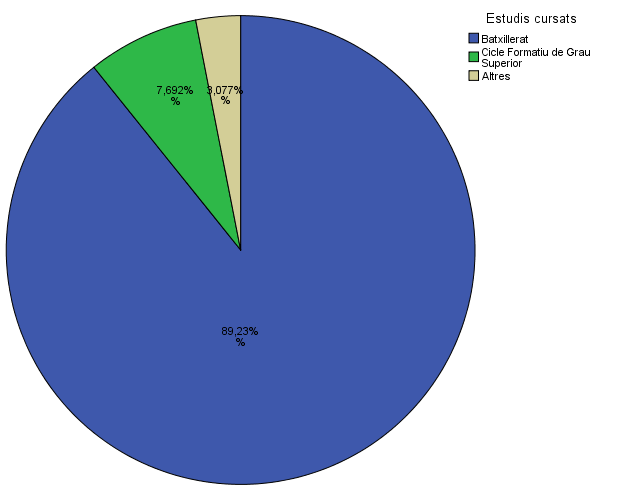 Estudis cursats
Batxillerat
Cicle Formatiu de Grau
Superior
Altres
7,692%
%
3,077%
%
89,23%
%